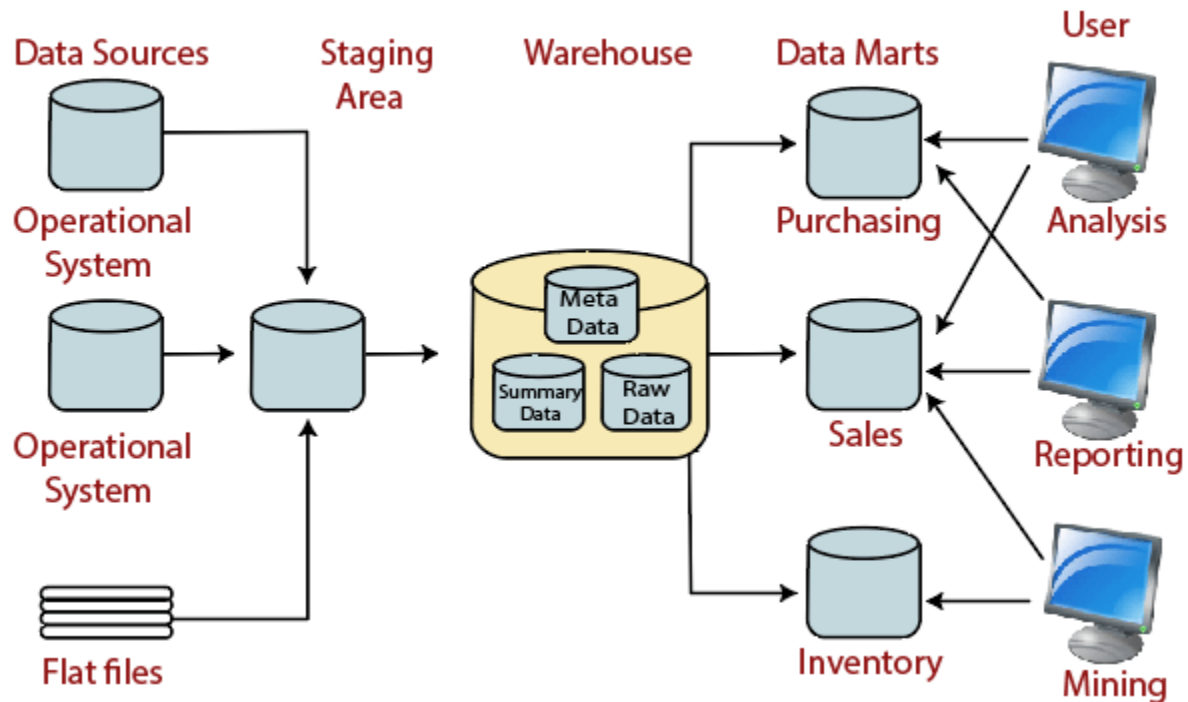 Data Sources
Staging
Area
Warehouse
Data Marts
User
Operational
System
Purchasing
Analysis
Meta
Data
Summary
Data
Raw
Data
Operational
System
Sales
Reporting
Flat files
Inventory
Mining